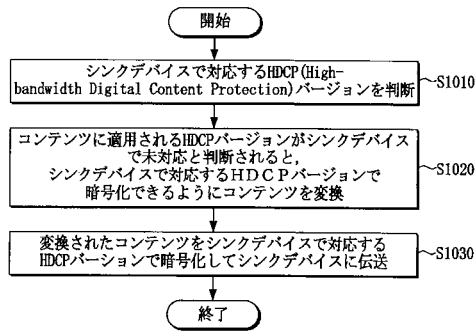 開始
シンクデバイスで対応するHDCP(High-
bandwidth Digital Content Protection)バージョンを判断
S1010
コンテンツに適用されるHDCPバージョンがシンクデバイス
で未対応と判断されると,
シンクデバイスで対応するＨＤＣＰバージョンで
暗号化できるようにコンテンツを変換
S1020
変換されたコンテンツをシンクデバイスで対応する
HDCPバーションで暗号化してシンクデバイスに伝送
S1030
終了